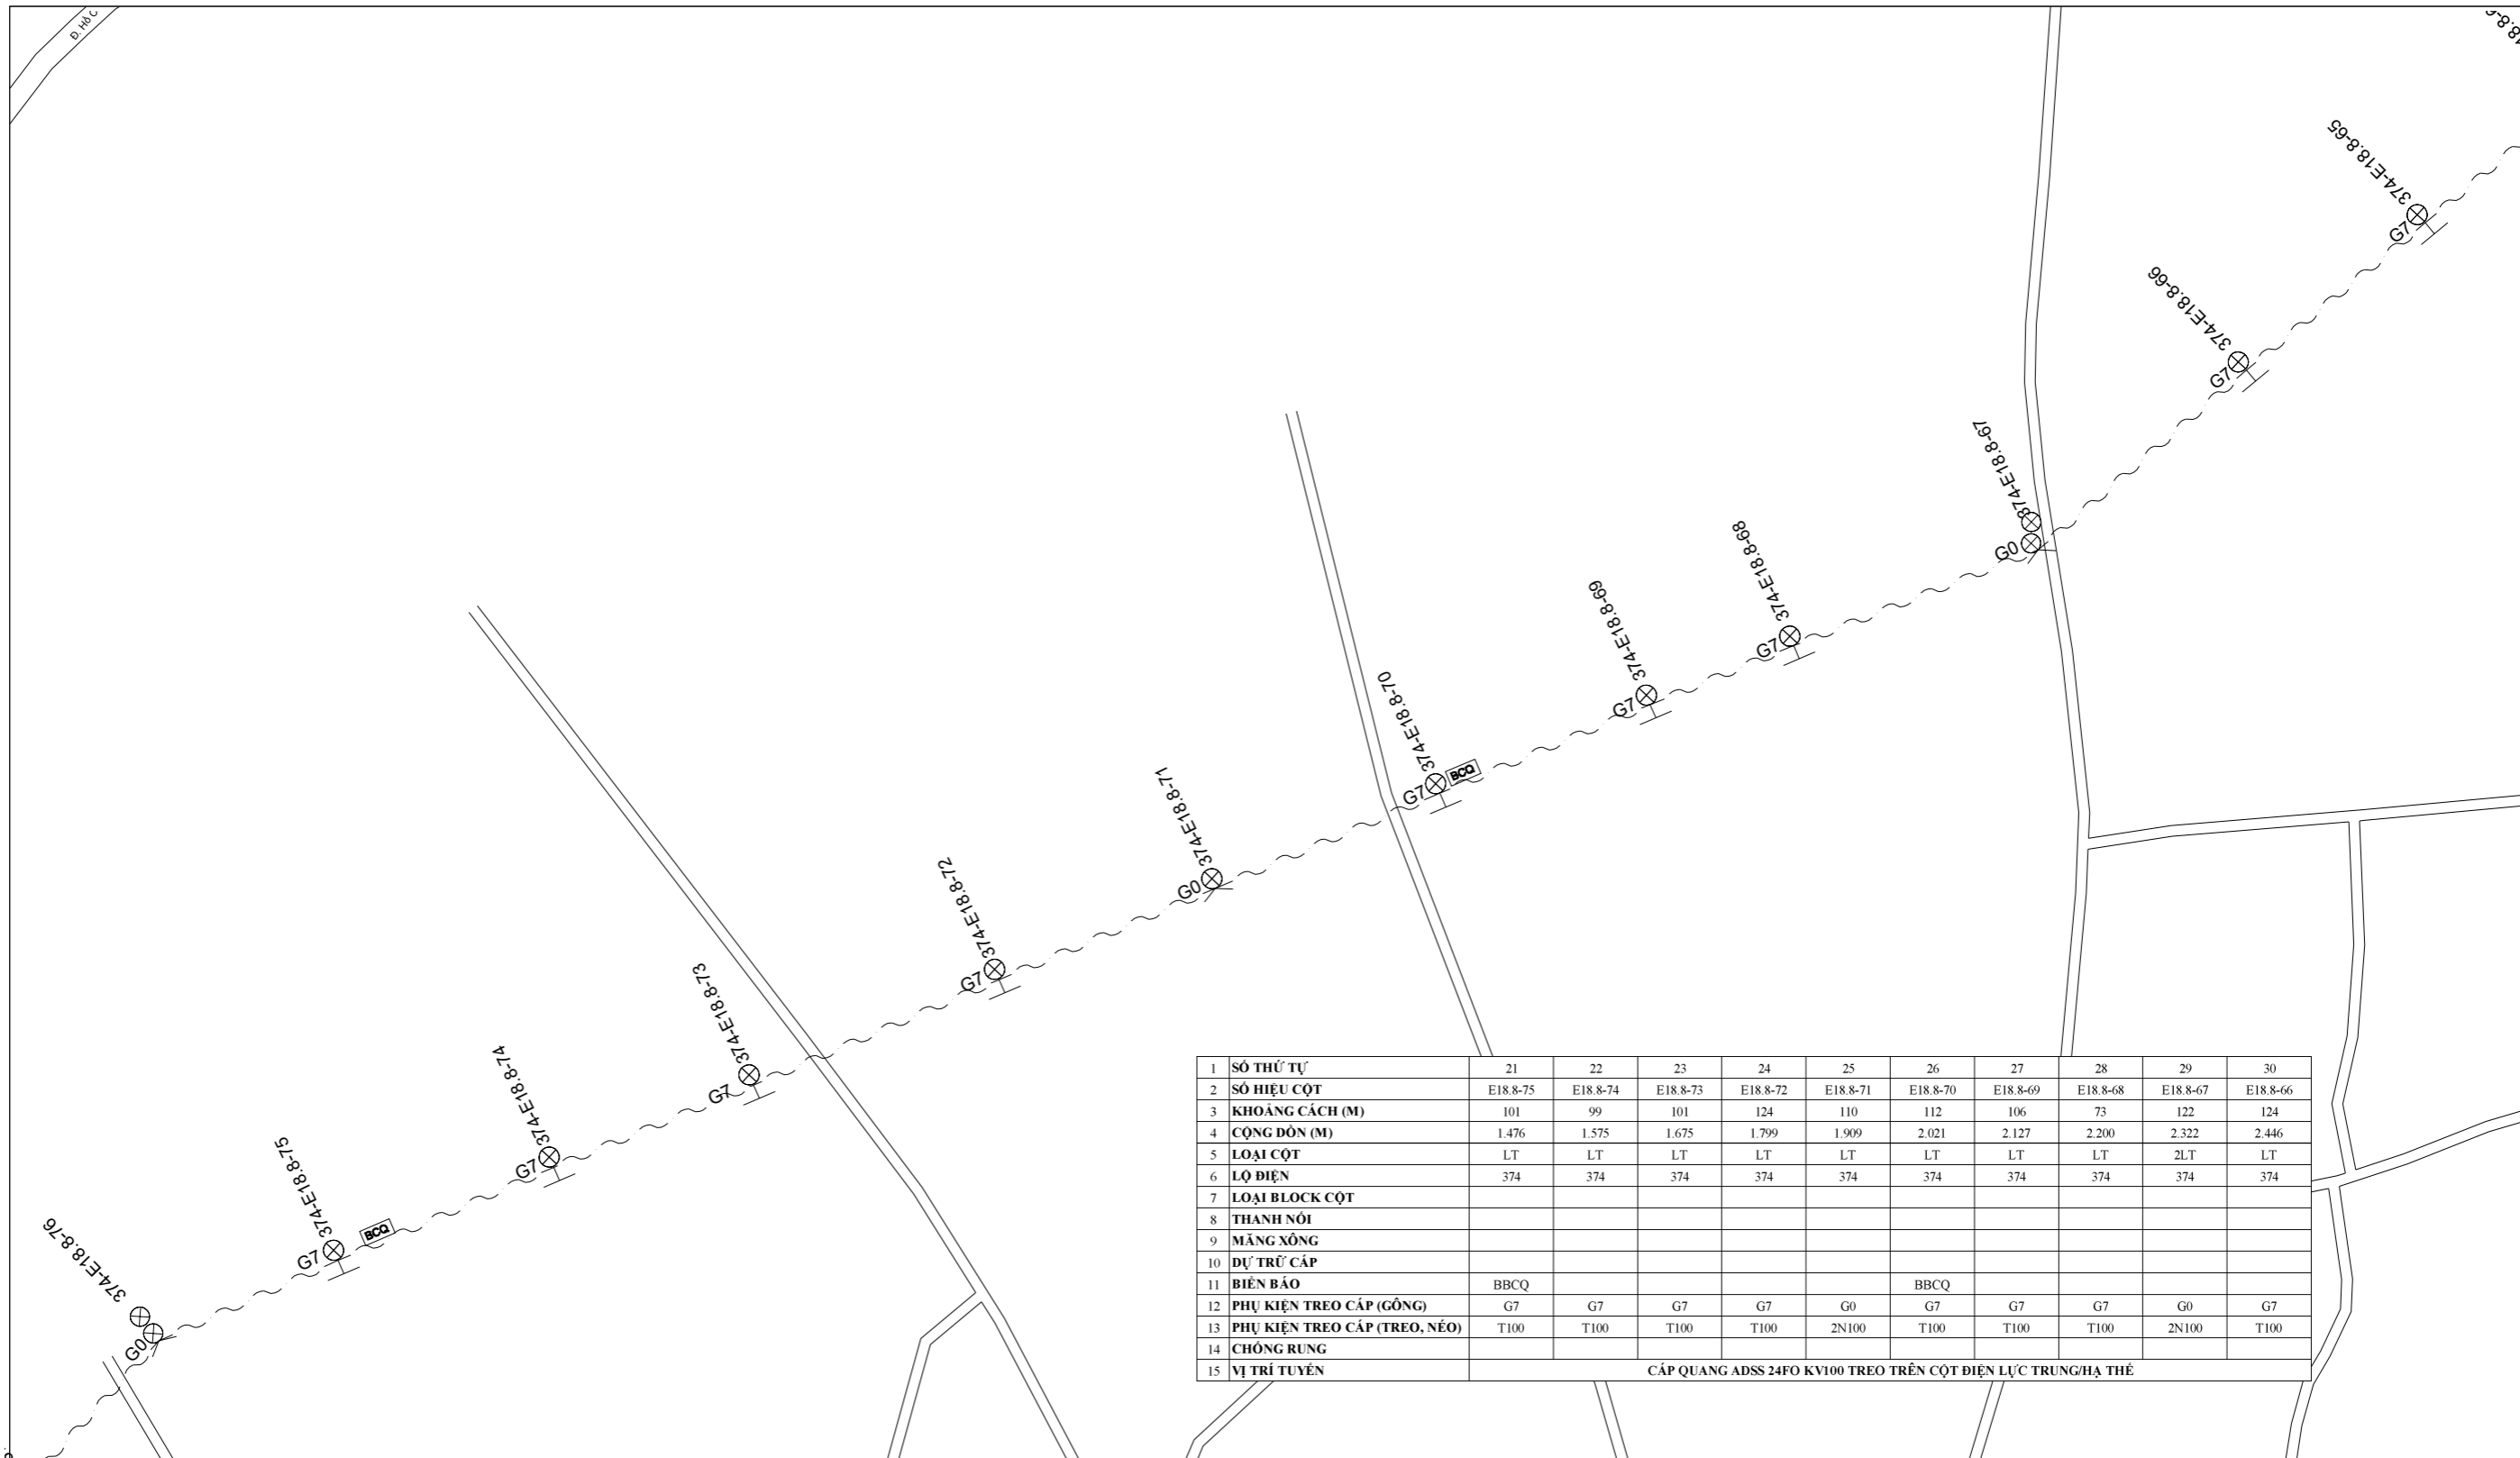 Đ. Hồ C
374-E18.8-65
G7
374-E18.8-66
G7
374-E18.8-67
G0
374-E18.8-68
G7
374-E18.8-69
G7
374-E18.8-70
G7
BCQ
374-E18.8-71
G0
374-E18.8-72
G7
374-E18.8-73
G7
374-E18.8-74
G7
374-E18.8-75
G7
BCQ
374-E18.8-76
G0
1 SỐ THỨ TỰ 21 22 23 24 25 26 27 28 29 30
2 SỐ HIỆU CỘT E18.8-75 E18.8-74 E18.8-73 E18.8-72 E18.8-71 E18.8-70 E18.8-69 E18.8-68 E18.8-67 E18.8-66
3 KHOẢNG CÁCH (M) 101 99 101 124 110 112 106 73 122 124
4 CỘNG DỒN (M) 1.476 1.575 1.675 1.799 1.909 2.021 2.127 2.200 2.322 2.446
5 LOẠI CỘT LT LT LT LT LT LT LT LT 2LT LT
6 LỘ ĐIỆN 374 374 374 374 374 374 374 374 374 374
7 LOẠI BLOCK CỘT
8 THANH NỐI
9 MĂNG XÔNG
10 DỰ TRỮ CÁP
11 BIỂN BÁO BBCQ BBCQ
12 PHỤ KIỆN TREO CÁP (GÔNG) G7 G7 G7 G7 G0 G7 G7 G7 G0 G7
13 PHỤ KIỆN TREO CÁP (TREO, NÉO) T100 T100 T100 T100 2N100 T100 T100 T100 2N100 T100
14 CHỐNG RUNG
15 VỊ TRÍ TUYẾN CÁP QUANG ADSS 24FO KV100 TREO TRÊN CỘT ĐIỆN LỰC TRUNG/HẠ THẾ